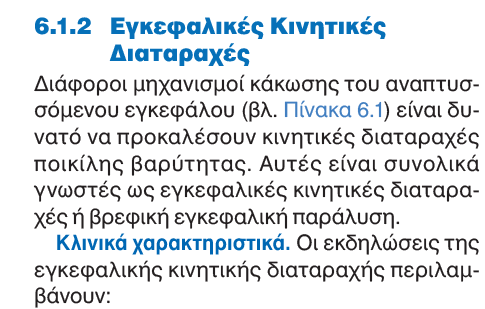 6.1.2 Εγκεφαλικές Κινητικές
Διαταραχές
Διάφοροι μηχανισμοί κάκωσης του αναπτυσ-
σόμενου εγκεφάλου (βλ. Πίνακα 6.1) είναι δυ-
νατό να προκαλέσουν κινητικές διαταραχές
ποικίλης βαρύτητας. Αυτές είναι συνολικά
γνωστές ως εγκεφαλικές κινητικές διαταρα-
χές ή βρεφική εγκεφαλική παράλυση.
Κλινικά χαρακτηριστικά. Οι εκδηλώσεις της
εγκεφαλικής κινητικής διαταραχής περιλαμ-
βάνουν: